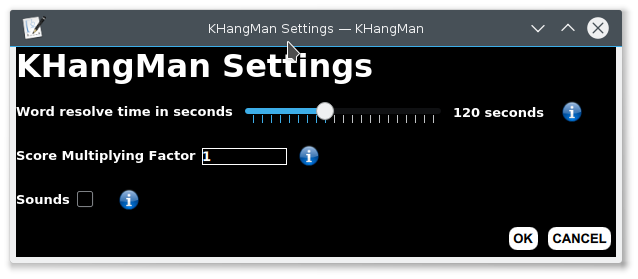 KHangMan Settings — KHangMan
KHangMan Settings
Word resolve time in seconds 120 seconds
Score Multiplying Factor 1
Sounds
OK CANCEL